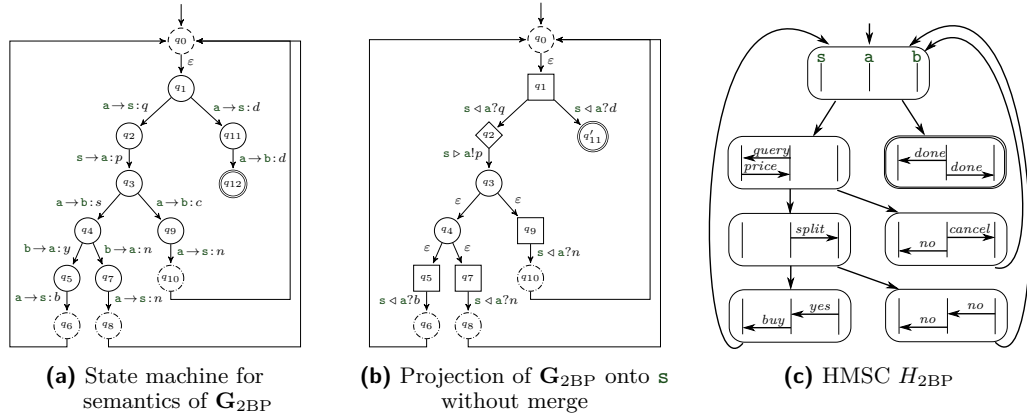 q0
ε
q1
a→s:q
a→s:d
q2
q11
s→a:p
a→b:d
q3
q12
a→b:s
a→b:c
q4
q9
b→a:y
b→a:n
a→s:n
q5
q7
q10
a→s:b
a→s:n
q6
q8
(a) State machine for
semantics of G2BP
q0
ε
q1
s◁a?q
s◁a?d
q2
q′11
s▷a!p
q3
ε
ε
q4
q9
ε
ε
s◁a?n
q5
q7
q10
s◁a?b
s◁a?n
q6
q8
(b) Projection of G2BP onto s
without merge
s a b
query
price
done
done
split
cancel
no
yes
buy
no
no
(c) HMSC H2BP